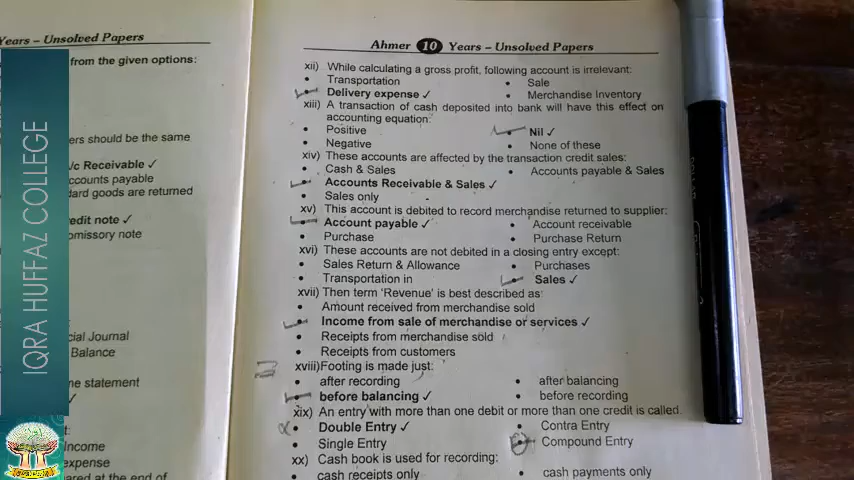 IQRA HUFFAZ COLLEGE
Years – Unsolved Papers
from the given options:
ers should be the same
/c Receivable ✓
ccounts payable
dard goods are returned
edit note ✓
omissory note
cial Journal
Balance
ne statement
✓
t:
Income
expense
ared at the end of
Ahmer 10 Years – Unsolved Papers
xii) While calculating a gross profit, following account is irrelevant:
• Transportation • Sale
• Delivery expense ✓ • Merchandise Inventory
xiii) A transaction of cash deposited into bank will have this effect on
accounting equation:
• Positive • Nil ✓
• Negative • None of these
xiv) These accounts are affected by the transaction credit sales:
• Cash & Sales • Accounts payable & Sales
• Accounts Receivable & Sales ✓
• Sales only
xv) This account is debited to record merchandise returned to supplier:
• Account payable ✓ • Account receivable
• Purchase • Purchase Return
xvi) These accounts are not debited in a closing entry except:
• Sales Return & Allowance • Purchases
• Transportation in • Sales ✓
xvii) Then term 'Revenue' is best described as:
• Amount received from merchandise sold
• Income from sale of merchandise or services ✓
• Receipts from merchandise sold
• Receipts from customers
xviii) Footing is made just:
• after recording • after balancing
• before balancing ✓ • before recording
xix) An entry with more than one debit or more than one credit is called.
• Double Entry ✓ • Contra Entry
• Single Entry • Compound Entry
xx) Cash book is used for recording:
• cash receipts only • cash payments only